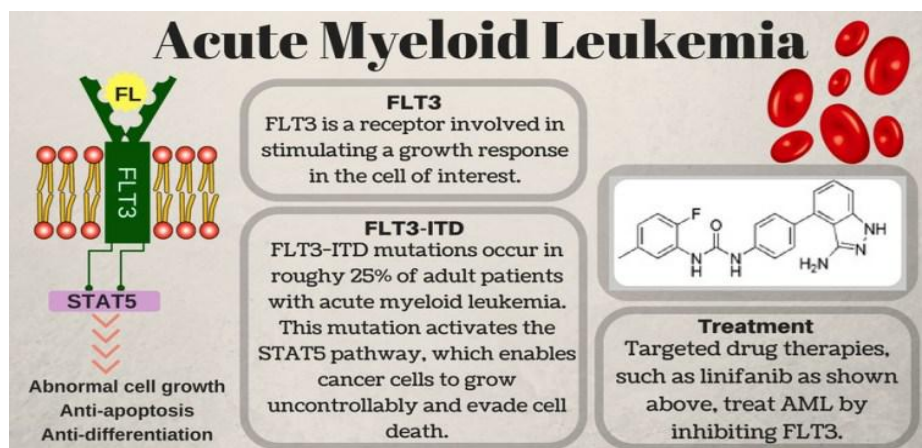 Acute Myeloid Leukemia
FL
FLT3
STAT5
Abnormal cell growth
Anti-apoptosis
Anti-differentiation
FLT3
FLT3 is a receptor involved in
stimulating a growth response
in the cell of interest.
FLT3-ITD
FLT3-ITD mutations occur in
roughy 25% of adult patients
with acute myeloid leukemia.
This mutation activates the
STAT5 pathway, which enables
cancer cells to grow
uncontrollably and evade cell
death.
F
O
N
H
N
H
H₂N
N
NH
Treatment
Targeted drug therapies,
such as linifanib as shown
above, treat AML by
inhibiting FLT3.